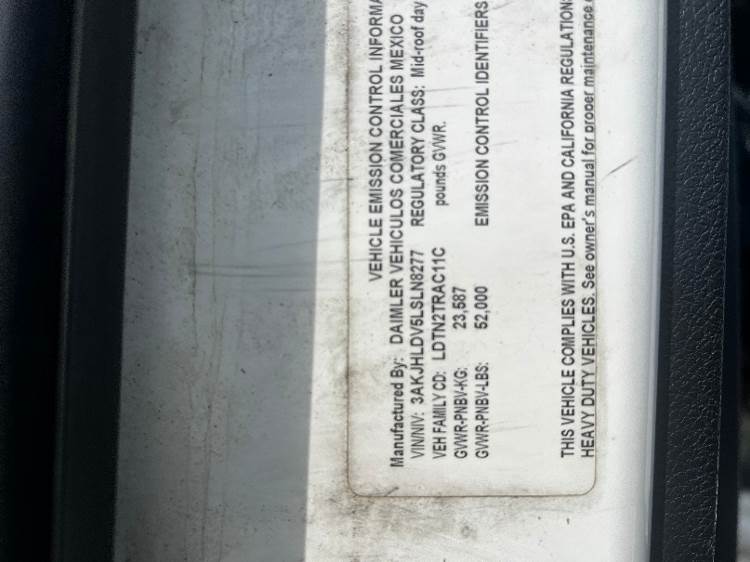 VEHICLE EMISSION CONTROL
Manufactured By: DAIMLER VEHICULOS COMERCIALES MEXICO
VIN/NIV: 3AKJHLDV5LSLN8277 REGULATORY CLASS: Mid-roof day
VEH FAMILY CD: LDTN2TRAC11C pounds GVWR.
GVWR-PNBV-KG: 23,587
GVWR-PNBV-LBS: 52,000 EMISSION CONTROL IDENTIFIERS
THIS VEHICLE COMPLIES WITH U.S. EPA AND CALIFORNIA REGULATION
HEAVY DUTY VEHICLES. See owner's manual for proper maintenance